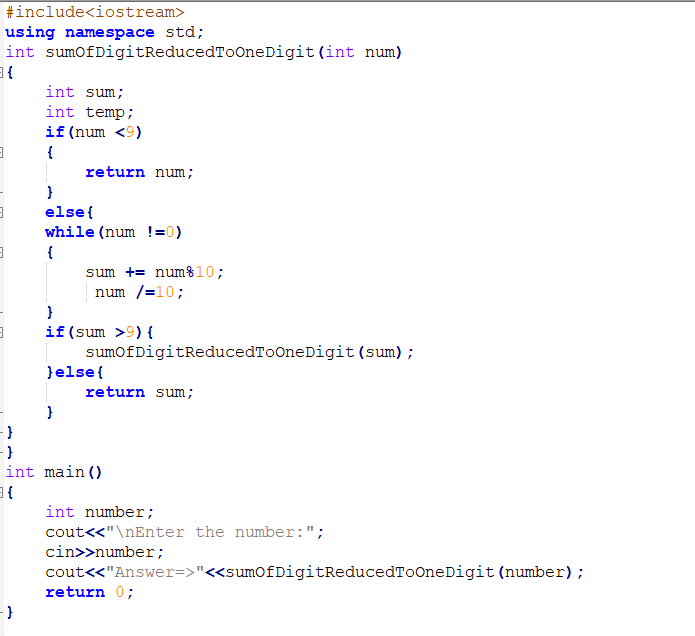 #include<iostream>
using namespace std;
int sumOfDigitReducedToOneDigit(int num)
{
    int sum;
    int temp;
    if(num <9)
    {
        return num;
    }
    else{
    while(num !=0)
    {
        sum += num%10;
         num /=10;
    }
    if(sum >9){
        sumOfDigitReducedToOneDigit(sum);
    }else{
        return sum;
    }
}
}
int main()
{
    int number;
    cout<<"\nEnter the number:";
    cin>>number;
    cout<<"Answer=>"<<sumOfDigitReducedToOneDigit(number);
    return 0;
}